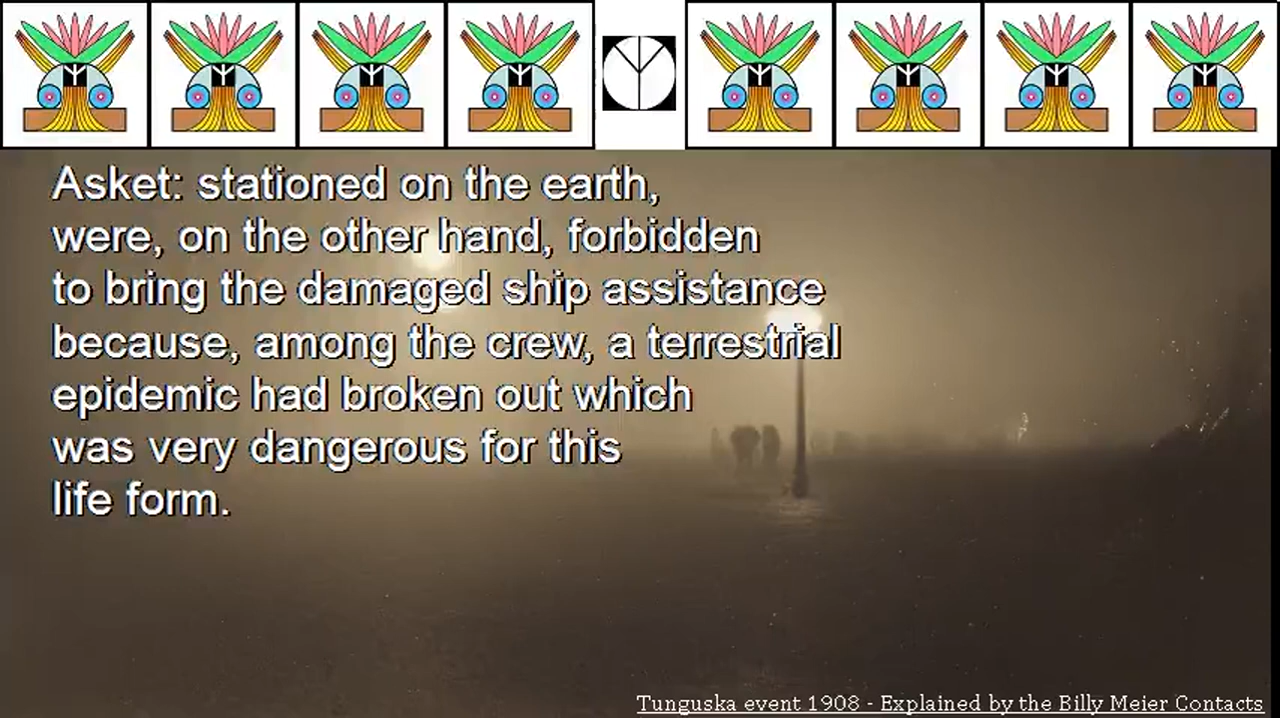 Asket: stationed on the earth,
were, on the other hand, forbidden
to bring the damaged ship assistance
because, among the crew, a terrestrial
epidemic had broken out which
was very dangerous for this
life form.
Tunguska event 1908 - Explained by the Billy Meier Contacts